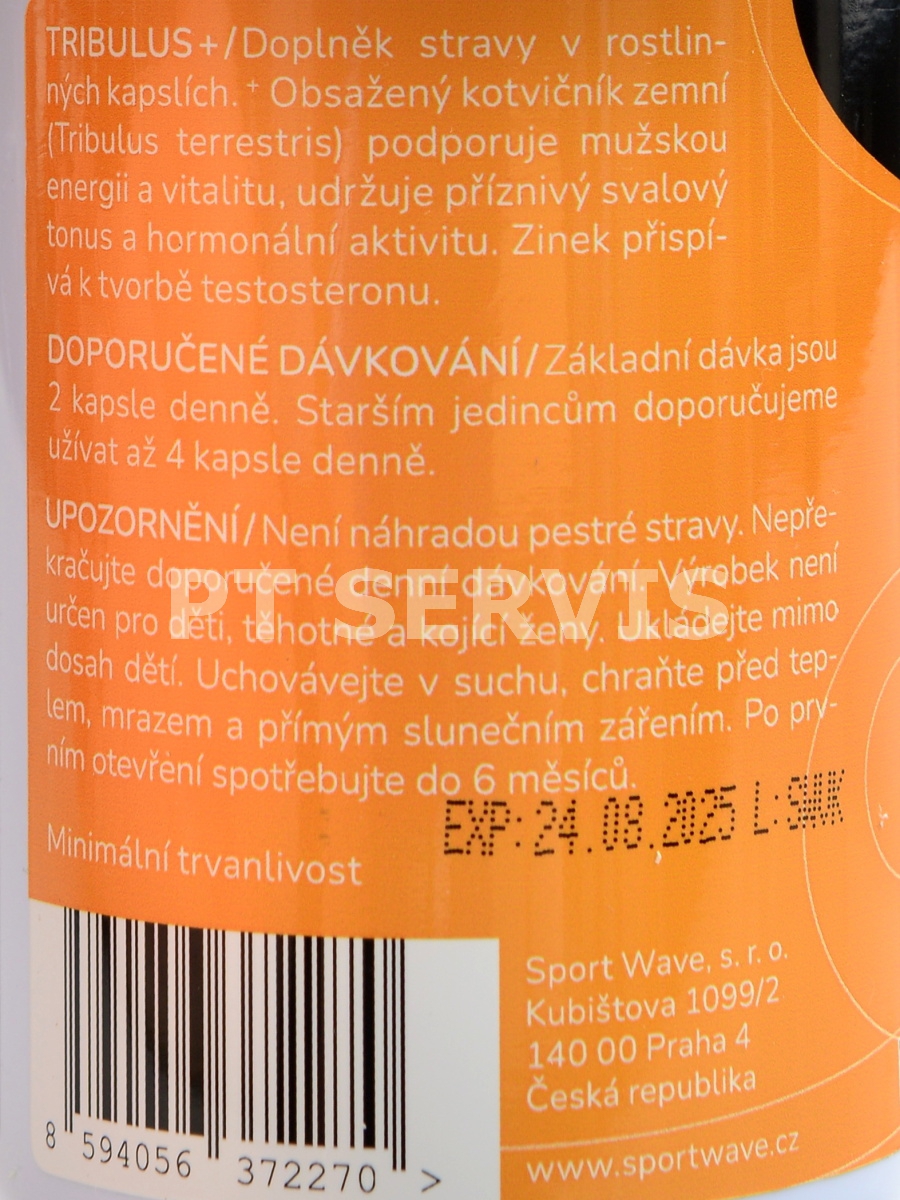 TRIBULUS+/Doplněk stravy v rostlin-
ných kapslích. + Obsažený kotvičník zemní
(Tribulus terrestris) podporuje mužskou
energii a vitalitu, udržuje příznivý svalový
tonus a hormonální aktivitu. Zinek přispí-
vá k tvorbě testosteronu.
DOPORUČENÉ DÁVKOVÁNÍ/Základní dávka jsou
2 kapsle denně. Starším jedincům doporučujeme
užívat až 4 kapsle denně.
UPOZORNĚNÍ/Není náhradou pestré stravy. Nepře-
kračujte doporučené denní dávkování. Výrobek není
určen pro děti, těhotné a kojící ženy. Ukládejte mimo
PT SERVIS
dosah dětí. Uchovávejte v suchu, chraňte před tep-
lem, mrazem a přímým slunečním zářením. Po prv-
ním otevření spotřebujte do 6 měsíců.
EXP: 24.08.2025 L: SWVK
Minimální trvanlivost
Sport Wave, s. r. o.
Kubištova 1099/2
140 00 Praha 4
Česká republika
www.sportwave.cz
8 594056 372270 >